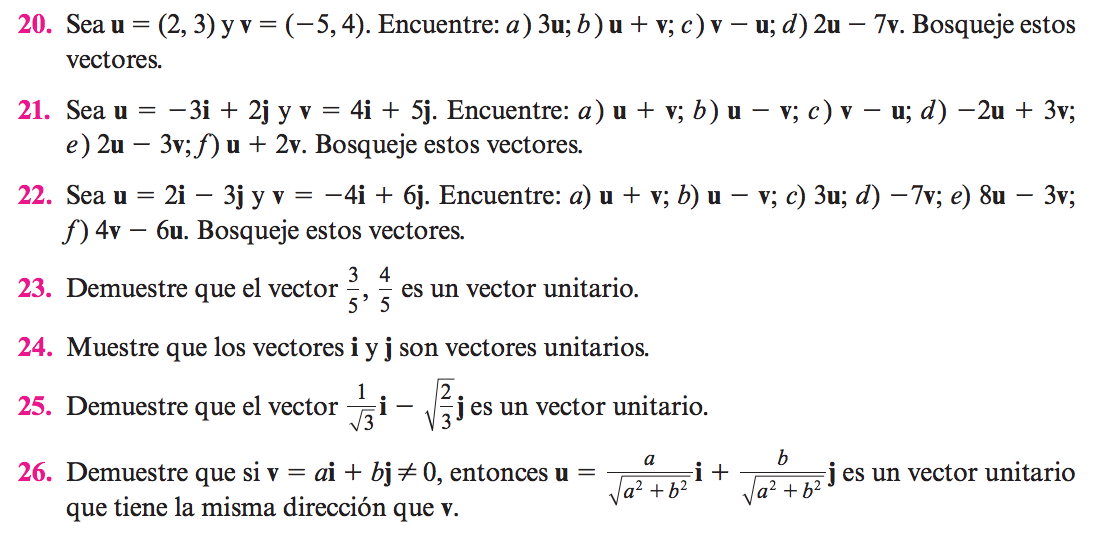 20. Sea u = (2, 3) y v = (−5, 4). Encuentre: a) 3u; b) u + v; c) v − u; d) 2u − 7v. Bosqueje estos
vectores.
21. Sea u = −3i + 2j y v = 4i + 5j. Encuentre: a) u + v; b) u − v; c) v − u; d) −2u + 3v;
e) 2u − 3v; f) u + 2v. Bosqueje estos vectores.
22. Sea u = 2i − 3j y v = −4i + 6j. Encuentre: a) u + v; b) u − v; c) 3u; d) −7v; e) 8u − 3v;
f) 4v − 6u. Bosqueje estos vectores.
23. Demuestre que el vector 3/5, 4/5 es un vector unitario.
24. Muestre que los vectores i y j son vectores unitarios.
25. Demuestre que el vector 1/√3 i − √(2/3) j es un vector unitario.
26. Demuestre que si v = ai + bj ≠ 0, entonces u = a/√(a² + b²) i + b/√(a² + b²) j es un vector unitario
que tiene la misma dirección que v.